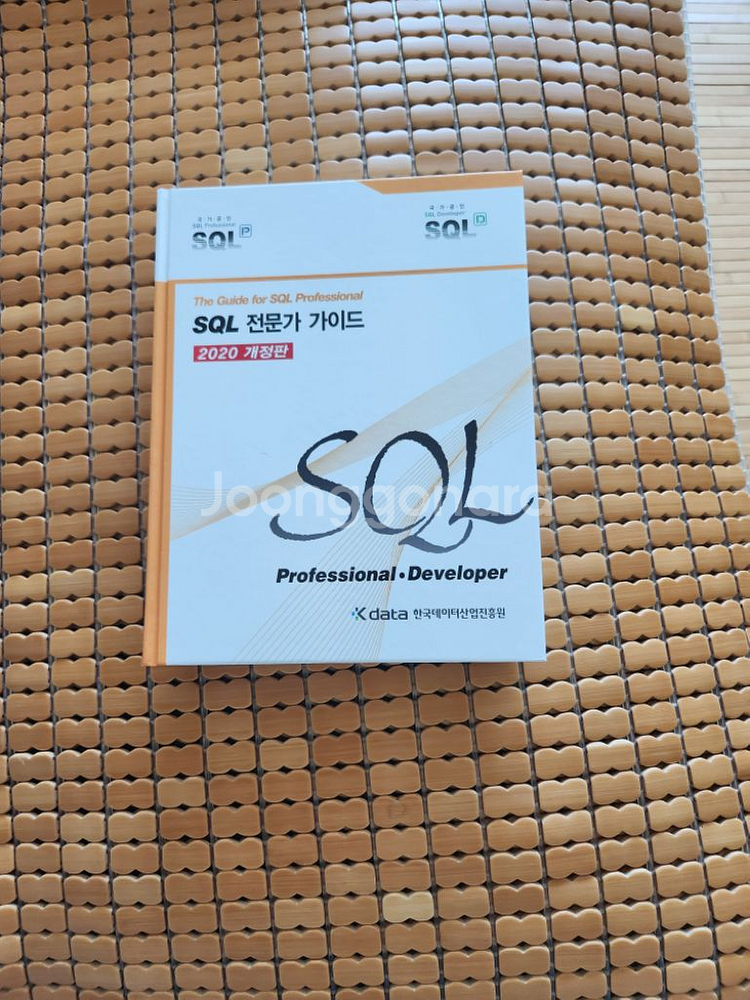 국·가·공·인
SQL Professional
SQL P
국·가·공·인
SQL Developer
SQL D
The Guide for SQL Professional
SQL 전문가 가이드
2020 개정판
SQL
Joonggonara
Professional·Developer
Kdata 한국데이터산업진흥원